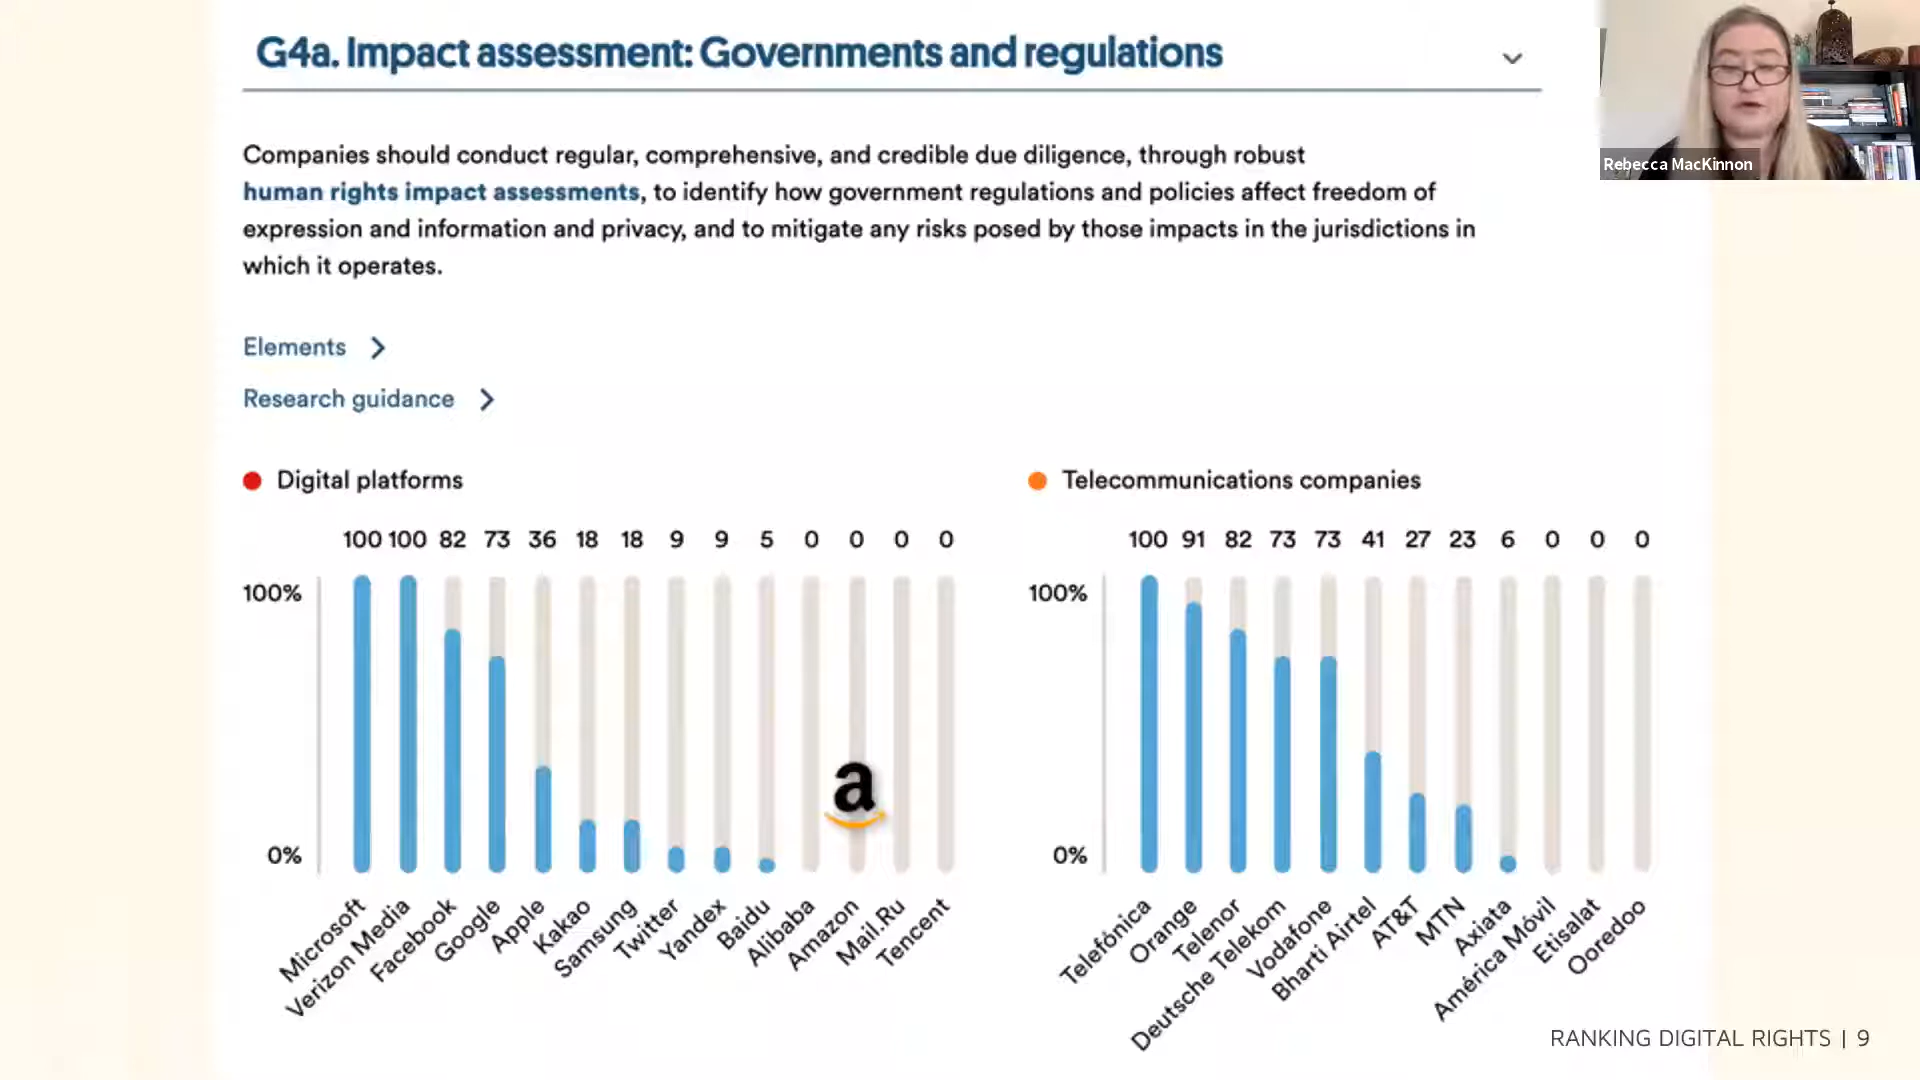 G4a. Impact assessment: Governments and regulations
Rebecca MacKinnon
Companies should conduct regular, comprehensive, and credible due diligence, through robust
human rights impact assessments, to identify how government regulations and policies affect freedom of
expression and information and privacy, and to mitigate any risks posed by those impacts in the jurisdictions in
which it operates.
Elements
Research guidance
Digital platforms
100 100 82 73 36 18 18 9 9 5 0 0 0 0
100%
0%
a
Microsoft
Verizon Media
Facebook
Google
Apple
Kakao
Samsung
Twitter
Yandex
Baidu
Alibaba
Amazon
Mail.Ru
Tencent
Telecommunications companies
100 91 82 73 73 41 27 23 6 0 0 0
100%
0%
Telefónica
Orange
Telenor
Deutsche Telekom
Vodafone
Bharti Airtel
AT&T
MTN
Axiata
América Móvil
Etisalat
Ooredoo
RANKING DIGITAL RIGHTS | 9